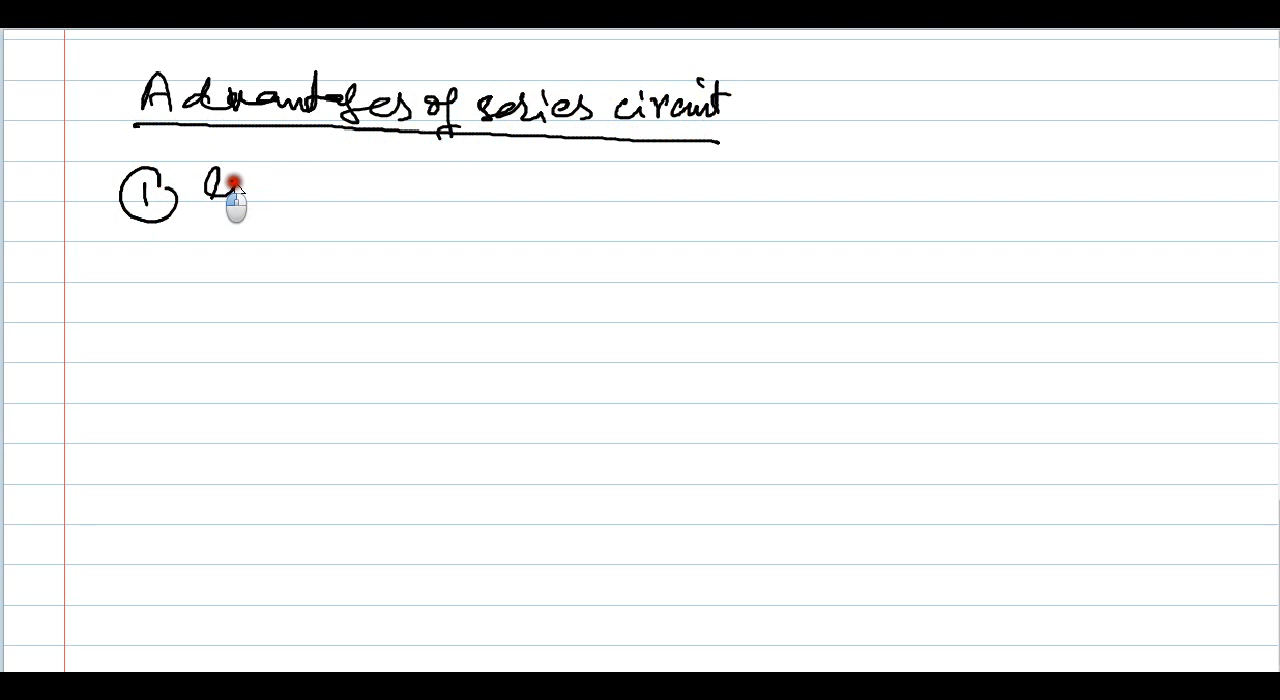 Advantages of series circuit
①